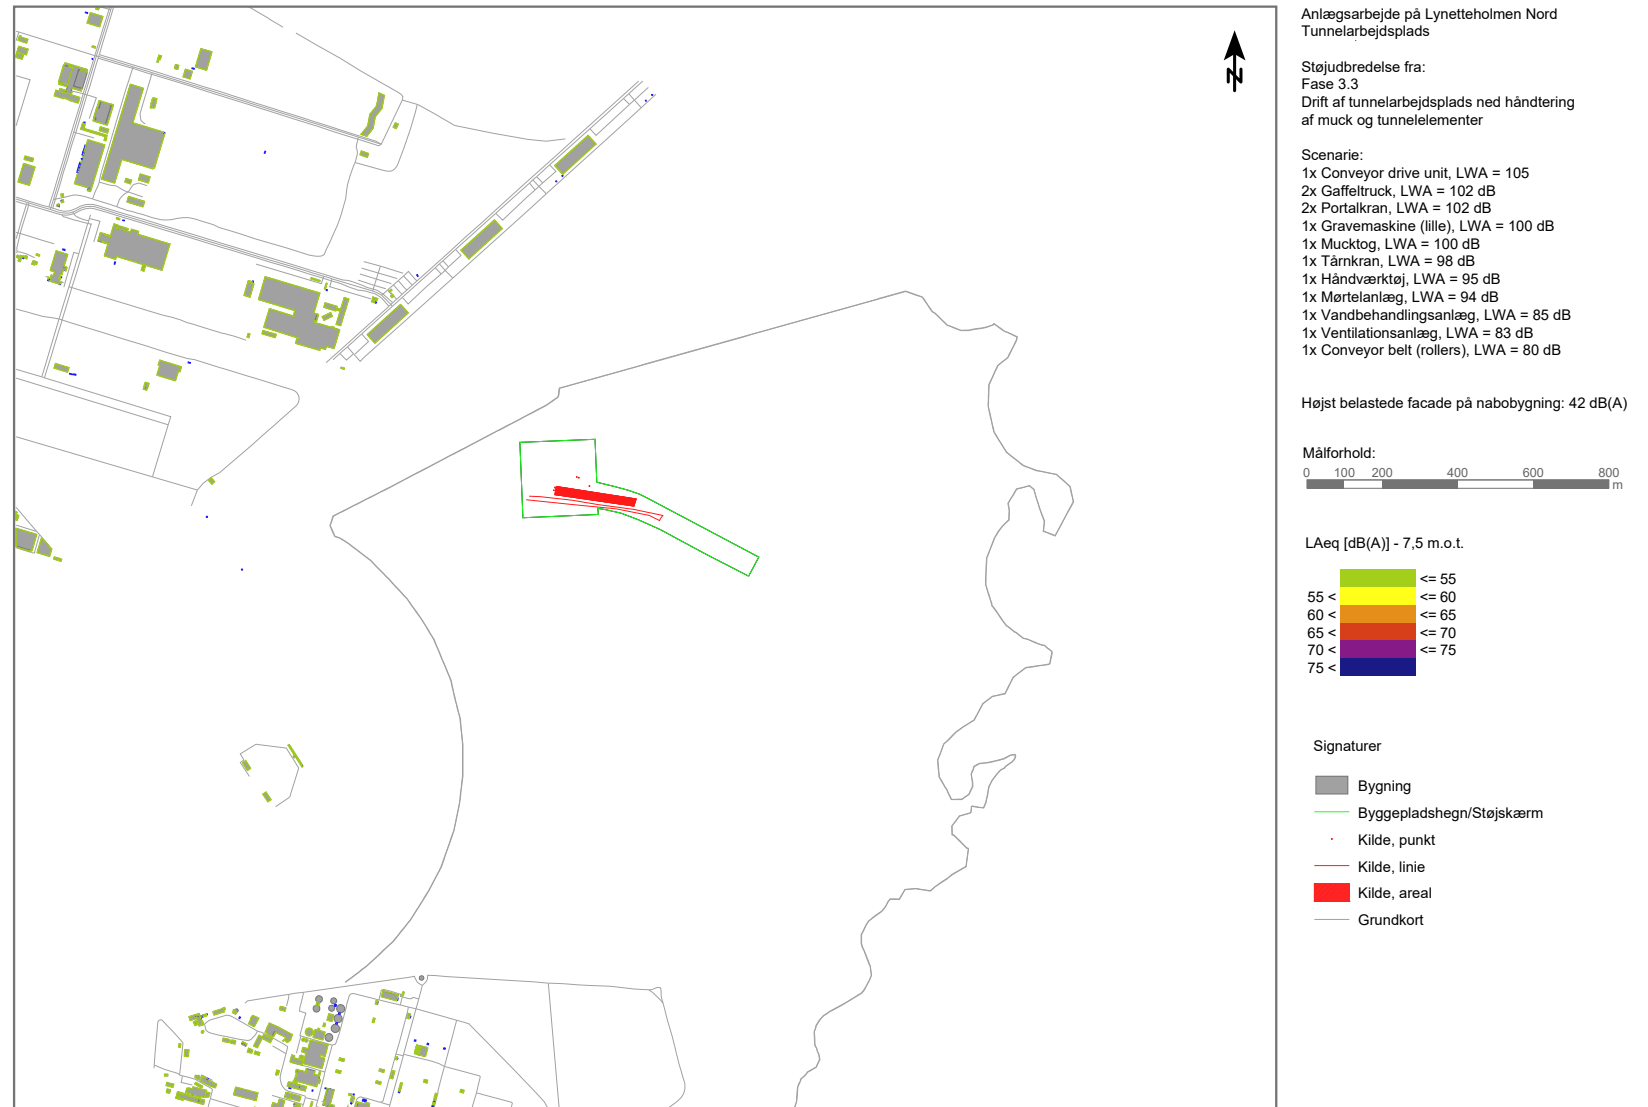 Anlægsarbejde på Lynetteholmen Nord
Tunnelarbejdsplads
Støjudbredelse fra:
Fase 3.3
Drift af tunnelarbejdsplads ned håndtering
af muck og tunnelelementer
Scenarie:
1x Conveyor drive unit, LWA = 105
2x Gaffeltruck, LWA = 102 dB
2x Portalkran, LWA = 102 dB
1x Gravemaskine (lille), LWA = 100 dB
1x Mucktog, LWA = 100 dB
1x Tårnkran, LWA = 98 dB
1x Håndværktøj, LWA = 95 dB
1x Mørtelanlæg, LWA = 94 dB
1x Vandbehandlingsanlæg, LWA = 85 dB
1x Ventilationsanlæg, LWA = 83 dB
1x Conveyor belt (rollers), LWA = 80 dB
Højst belastede facade på nabobygning: 42 dB(A)
Målforhold:
0 100 200 400 600 800
m
LAeq [dB(A)] - 7,5 m.o.t.
<= 55
55 < <= 60
60 < <= 65
65 < <= 70
70 < <= 75
75 <
Signaturer
Bygning
Byggepladshegn/Støjskærm
Kilde, punkt
Kilde, linie
Kilde, areal
Grundkort
N